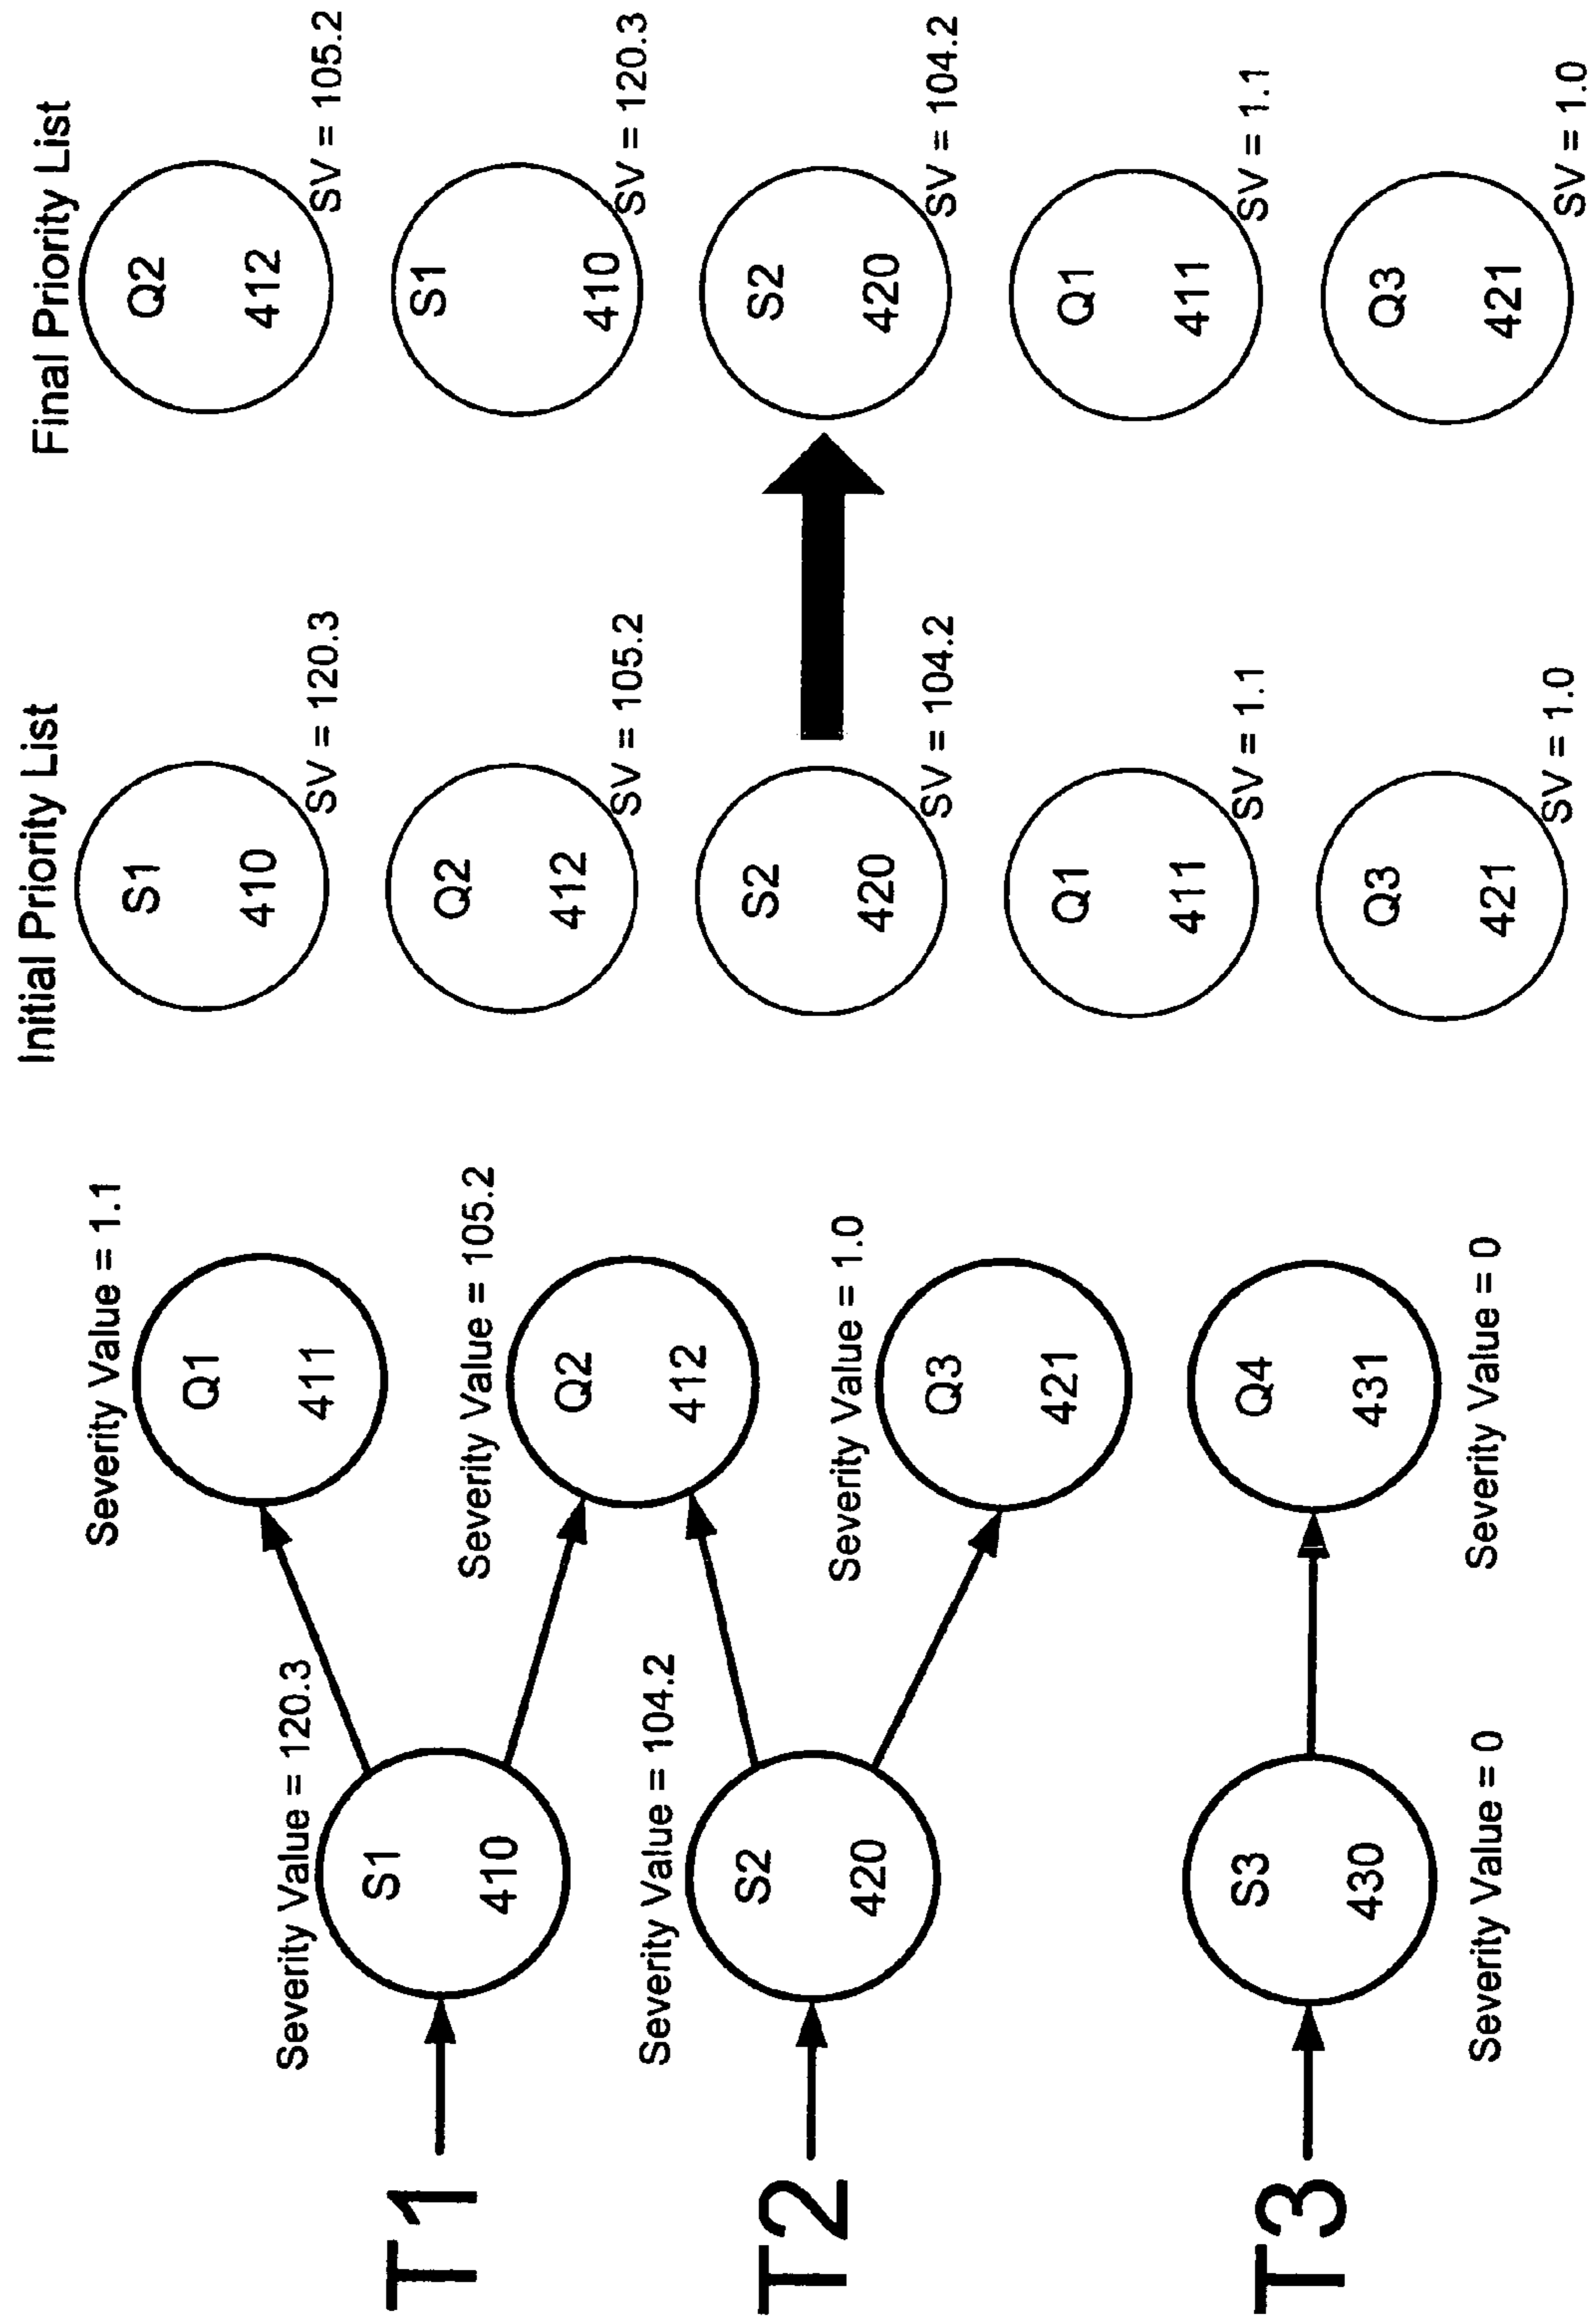 T1
Severity Value = 120.3
S1
410
Severity Value = 1.1
Q1
411
Severity Value = 105.2
Q2
412
T2
Severity Value = 104.2
S2
420
Severity Value = 1.0
Q3
421
T3
S3
430
Severity Value = 0
Q4
431
Severity Value = 0
Initial Priority List
S1
410
SV = 120.3
Q2
412
SV = 105.2
S2
420
SV = 104.2
Q1
411
SV = 1.1
Q3
421
SV = 1.0
Final Priority List
Q2
412
SV = 105.2
S1
410
SV = 120.3
S2
420
SV = 104.2
Q1
411
SV = 1.1
Q3
421
SV = 1.0